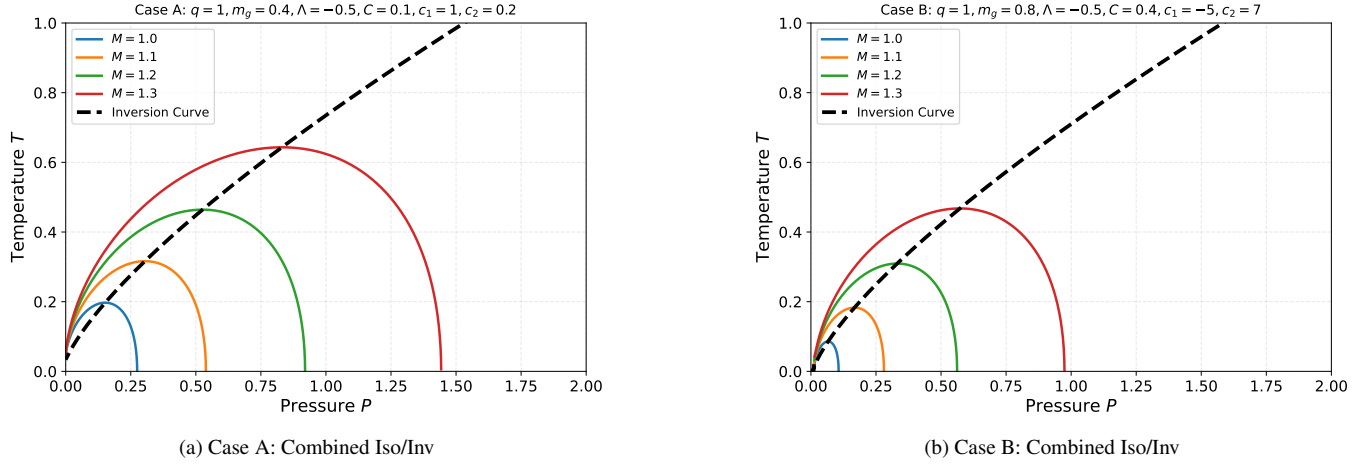 Case A: q = 1, m_g = 0.4, Λ = −0.5, C = 0.1, c_1 = 1, c_2 = 0.2
1.0
0.8
0.6
0.4
0.2
0.0
Temperature T
M = 1.0
M = 1.1
M = 1.2
M = 1.3
Inversion Curve
0.00 0.25 0.50 0.75 1.00 1.25 1.50 1.75 2.00
Pressure P
(a) Case A: Combined Iso/Inv
Case B: q = 1, m_g = 0.8, Λ = −0.5, C = 0.4, c_1 = −5, c_2 = 7
1.0
0.8
0.6
0.4
0.2
0.0
Temperature T
M = 1.0
M = 1.1
M = 1.2
M = 1.3
Inversion Curve
0.00 0.25 0.50 0.75 1.00 1.25 1.50 1.75 2.00
Pressure P
(b) Case B: Combined Iso/Inv